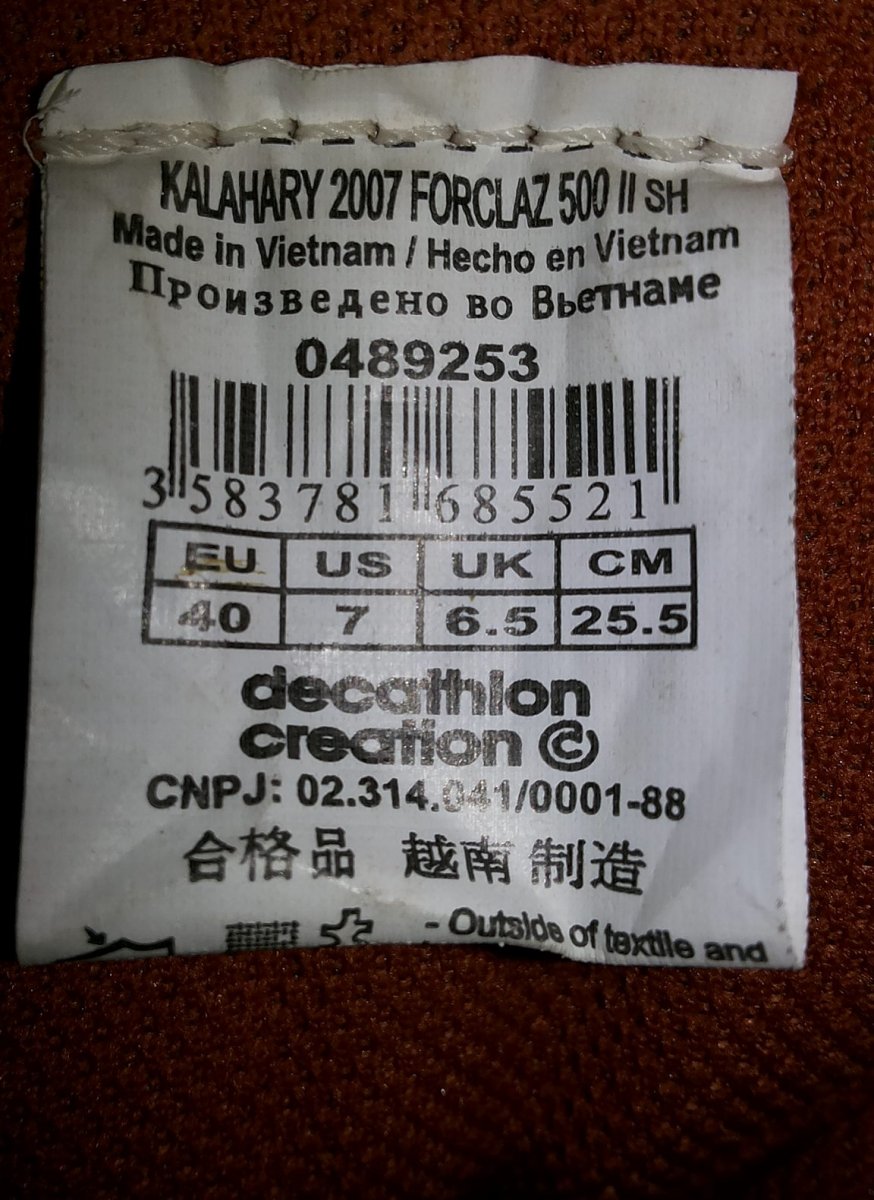 KALAHARY 2007 FORCLAZ 500 // SH
Made in Vietnam / Hecho en Vietnam
Произведено во Вьетнаме
0489253
3 583781 685521
EU US UK CM
40 7 6.5 25.5
decathlon
creation ©
CNPJ: 02.314.041/0001-88
合格品 越南制造
- Outside of textile and